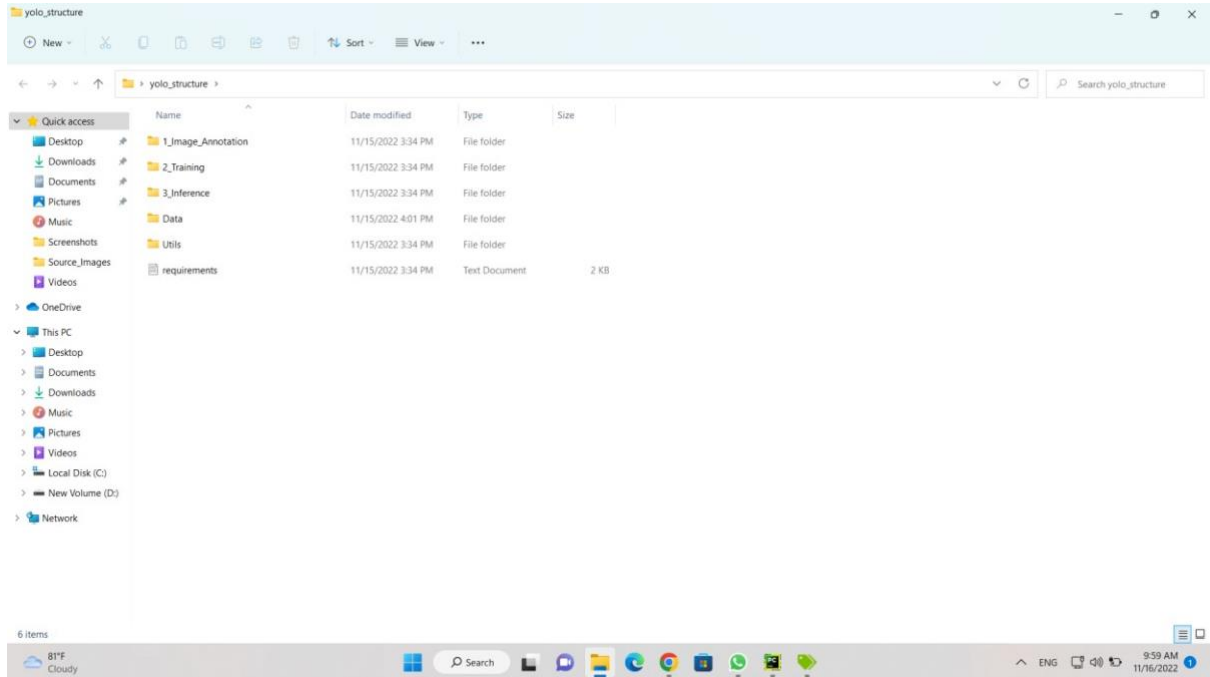 yolo_structure
New
Sort
View
yolo_structure
Search yolo_structure
Name Date modified Type Size
Quick access
Desktop
Downloads
Documents
Pictures
Music
Screenshots
Source_Images
Videos
OneDrive
This PC
Desktop
Documents
Downloads
Music
Pictures
Videos
Local Disk (C:)
New Volume (D:)
Network
1_Image_Annotation 11/15/2022 3:34 PM File folder
2_Training 11/15/2022 3:34 PM File folder
3_Inference 11/15/2022 3:34 PM File folder
Data 11/15/2022 4:01 PM File folder
Utils 11/15/2022 3:34 PM File folder
requirements 11/15/2022 3:34 PM Text Document 2 KB
6 items
81°F
Cloudy
Search
PC
ENG
9:59 AM
11/16/2022
1